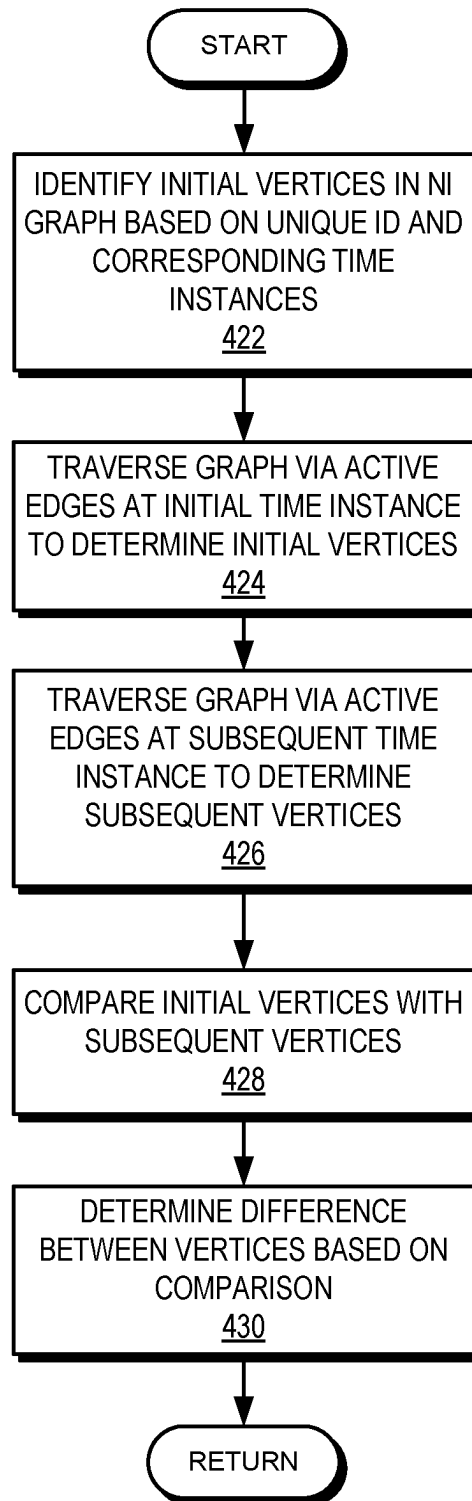 START
IDENTIFY INITIAL VERTICES IN NI
GRAPH BASED ON UNIQUE ID AND
CORRESPONDING TIME
INSTANCES
422
TRAVERSE GRAPH VIA ACTIVE
EDGES AT INITIAL TIME INSTANCE
TO DETERMINE INITIAL VERTICES
424
TRAVERSE GRAPH VIA ACTIVE
EDGES AT SUBSEQUENT TIME
INSTANCE TO DETERMINE
SUBSEQUENT VERTICES
426
COMPARE INITIAL VERTICES WITH
SUBSEQUENT VERTICES
428
DETERMINE DIFFERENCE
BETWEEN VERTICES BASED ON
COMPARISON
430
RETURN